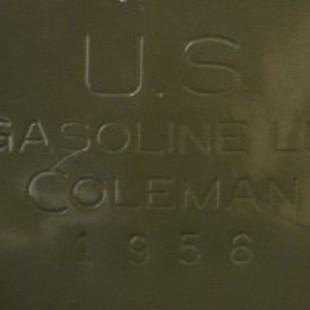 U.S.
GASOLINE
COLEMAN
1956